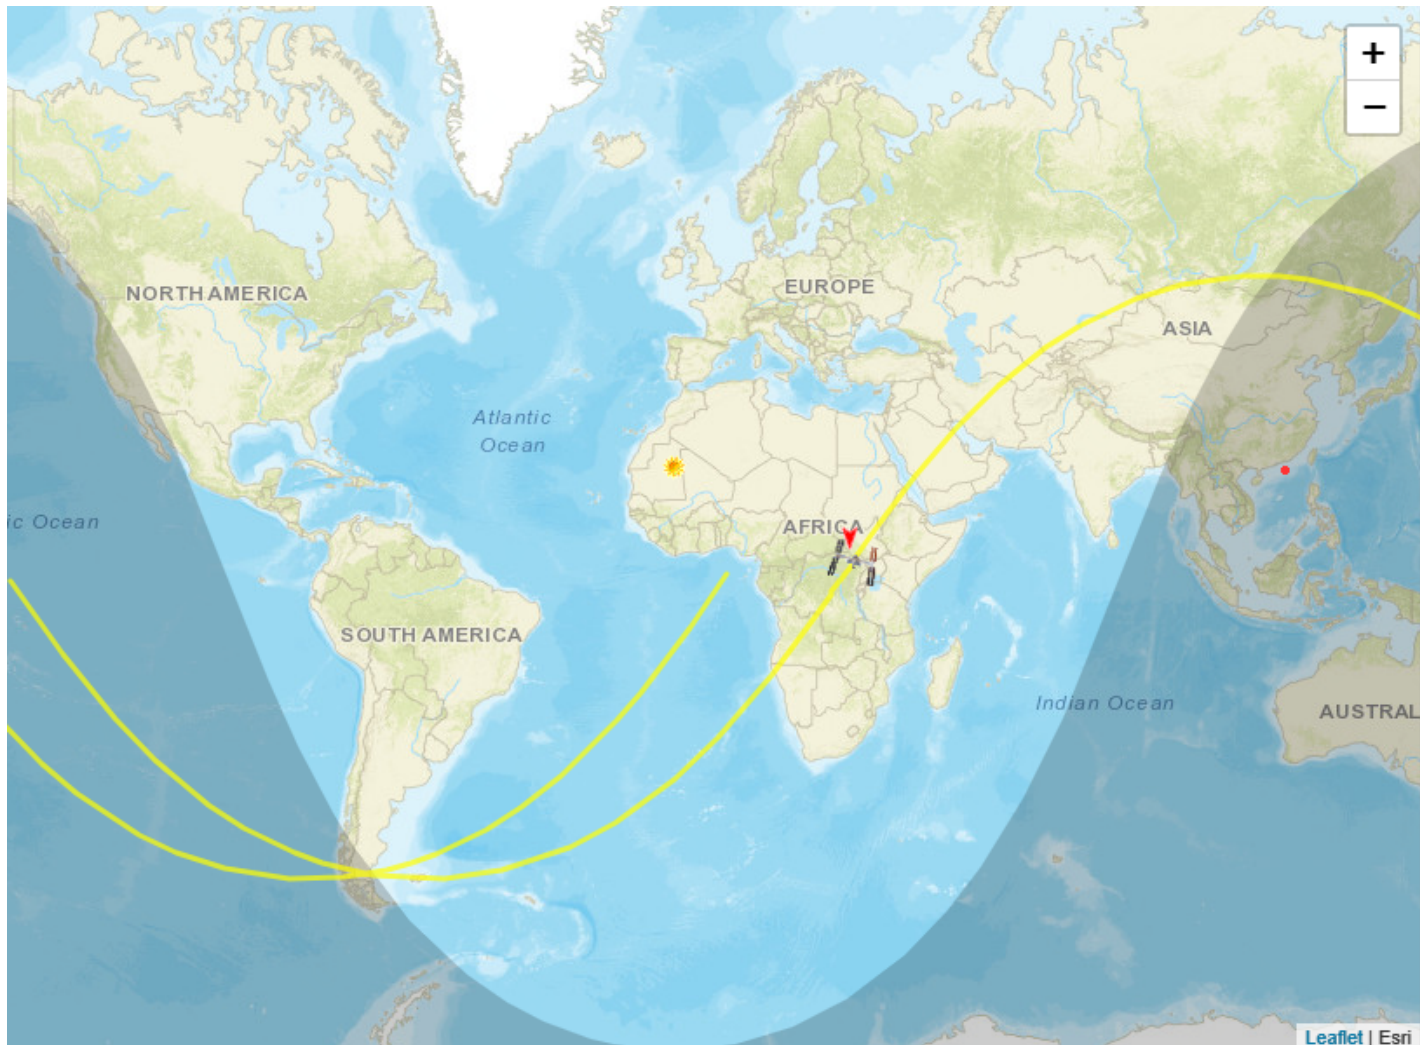 +
−
EUROPE
NORTH AMERICA
ASIA
Atlantic
Ocean
ic Ocean
AFRICA
SOUTH AMERICA
Indian Ocean
AUSTRAL
Leaflet | Esri